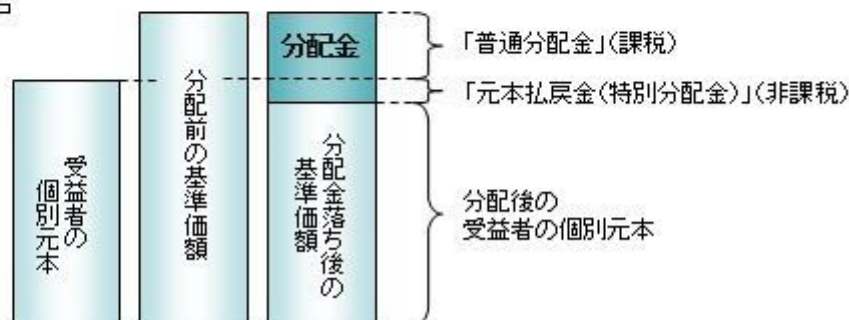 分配金
「普通分配金」(課税)
「元本払戻金(特別分配金)」(非課税)
受益者の
個別元本
分配前の基準価額
分配金落ち後の
基準価額
分配後の
受益者の個別元本